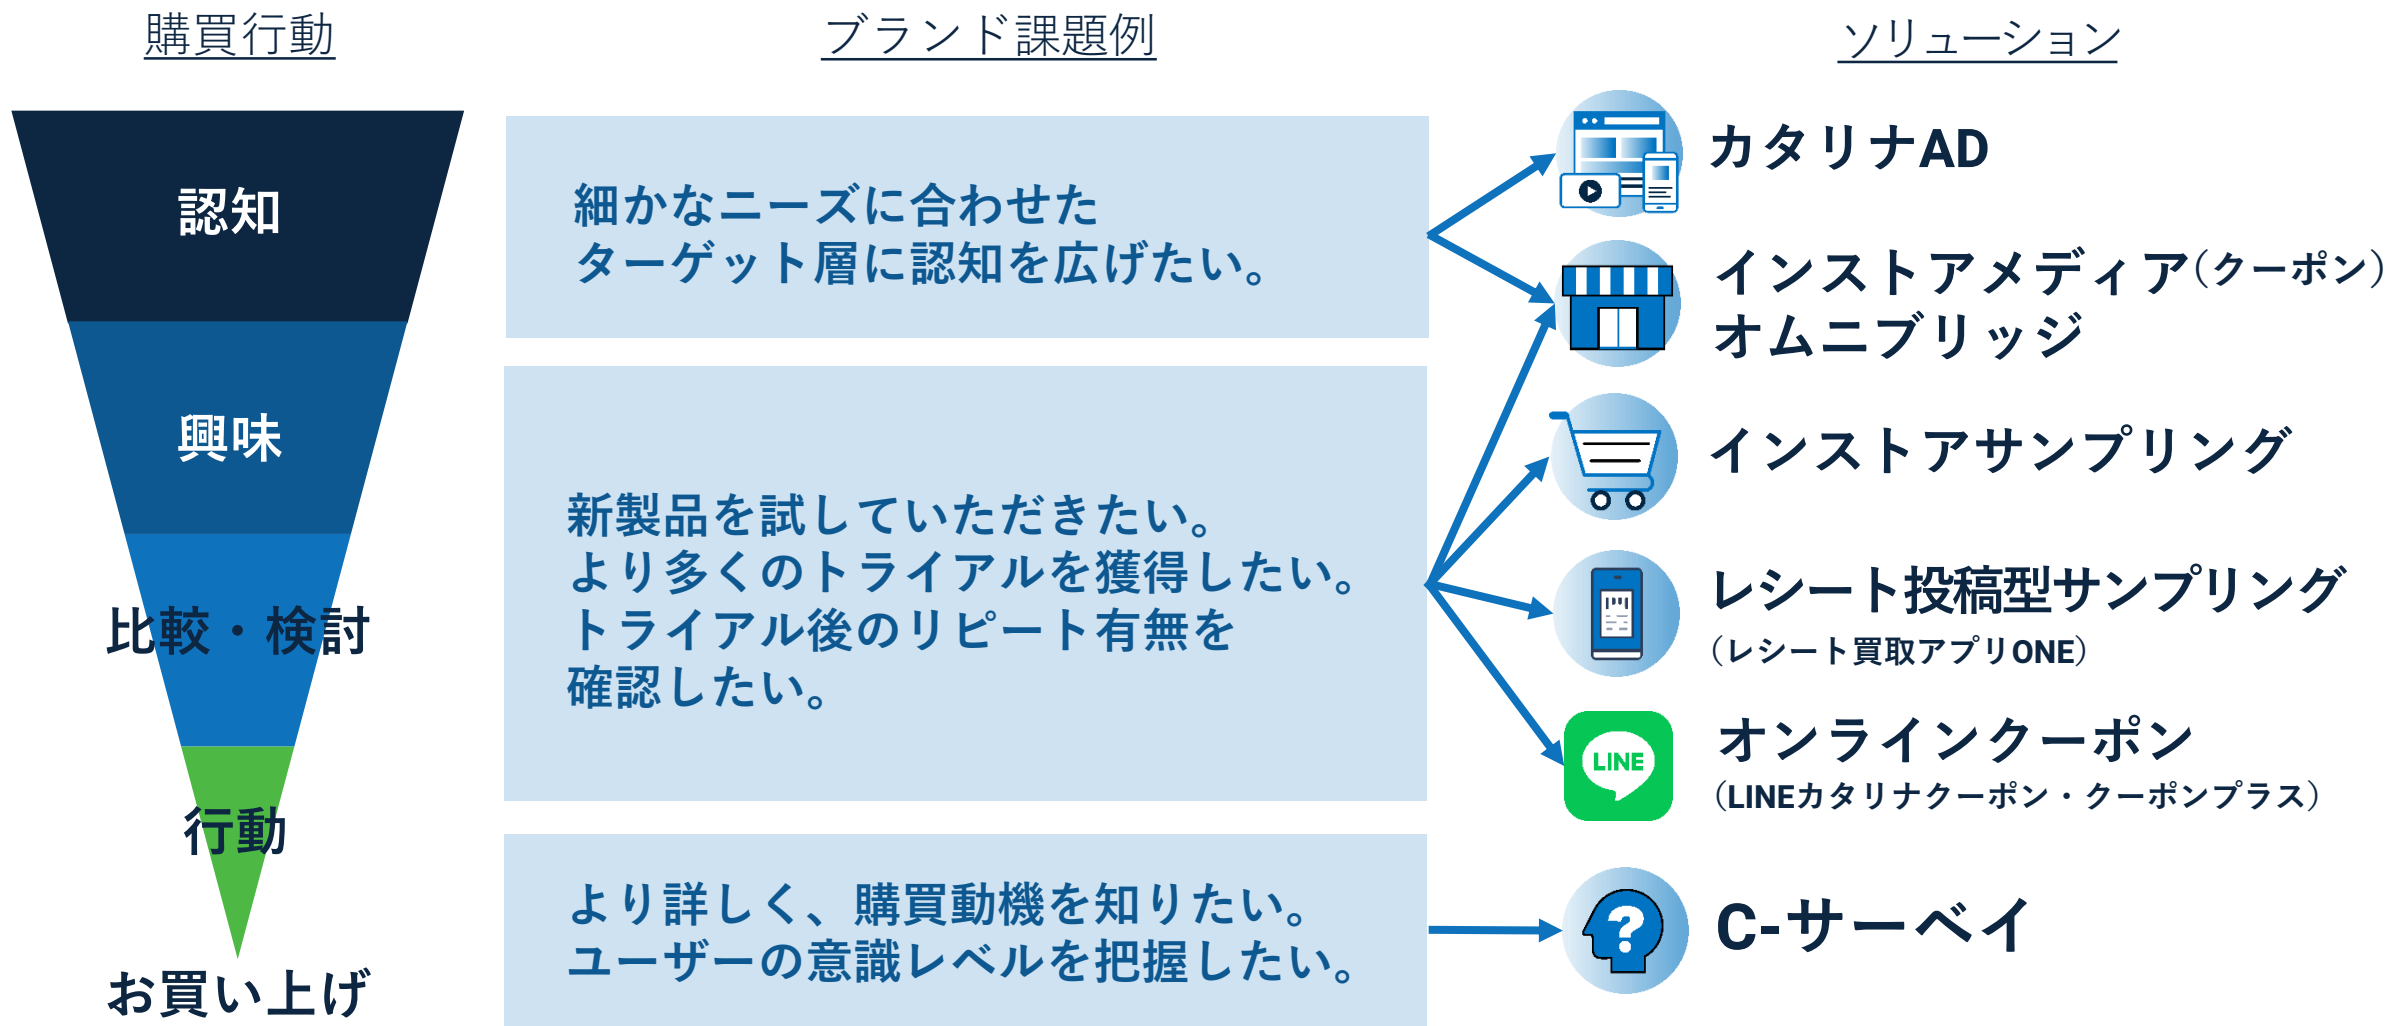 購買行動
ブランド課題例
ソリューション
認知
興味
比較・検討
行動
お買い上げ
細かなニーズに合わせた
ターゲット層に認知を広げたい。
新製品を試していただきたい。
より多くのトライアルを獲得したい。
トライアル後のリピート有無を
確認したい。
より詳しく、購買動機を知りたい。
ユーザーの意識レベルを把握したい。
カタリナAD
インストアメディア(クーポン)
オムニブリッジ
インストアサンプリング
レシート投稿型サンプリング
(レシート買取アプリONE)
LINE
オンラインクーポン
(LINEカタリナクーポン・クーポンプラス)
?
C-サーベイ